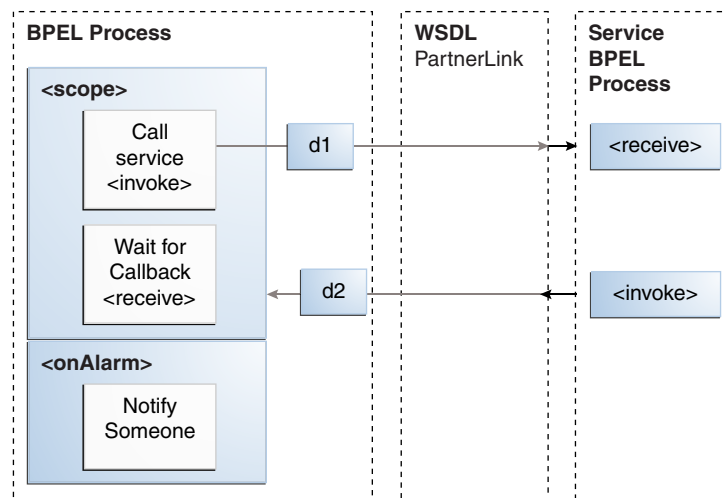 BPEL Process
<scope>
Call
service
<invoke>
d1
Wait for
Callback
<receive>
d2
<onAlarm>
Notify
Someone
WSDL
PartnerLink
Service
BPEL
Process
<receive>
<invoke>